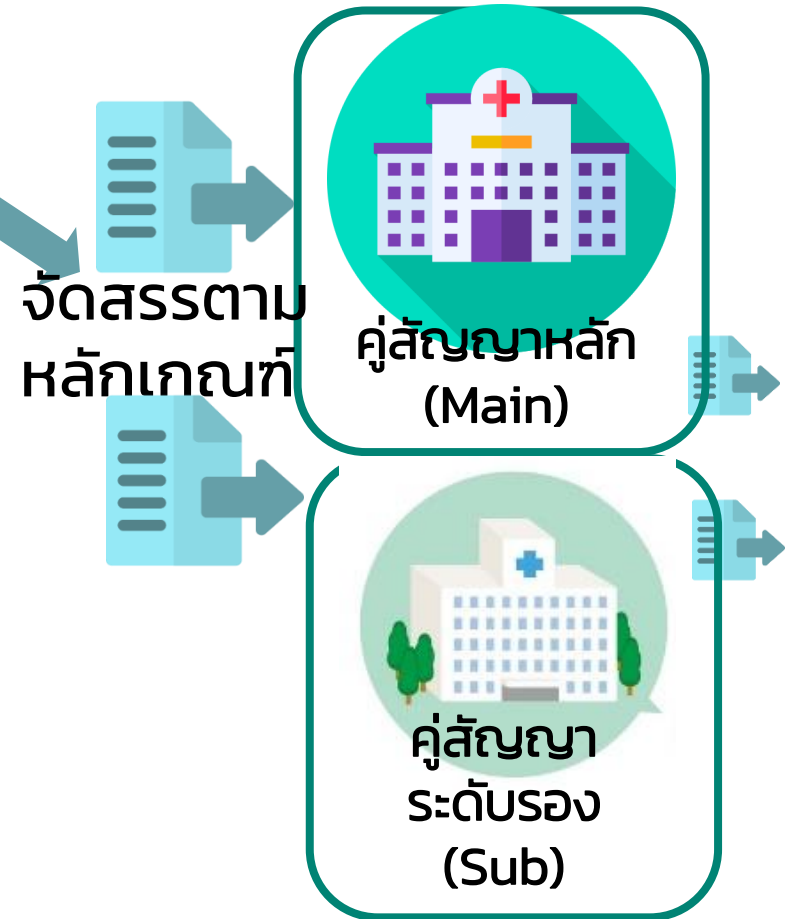 จัดสรรตาม
หลักเกณฑ์
คู่สัญญาหลัก
(Main)
คู่สัญญา
ระดับรอง
(Sub)